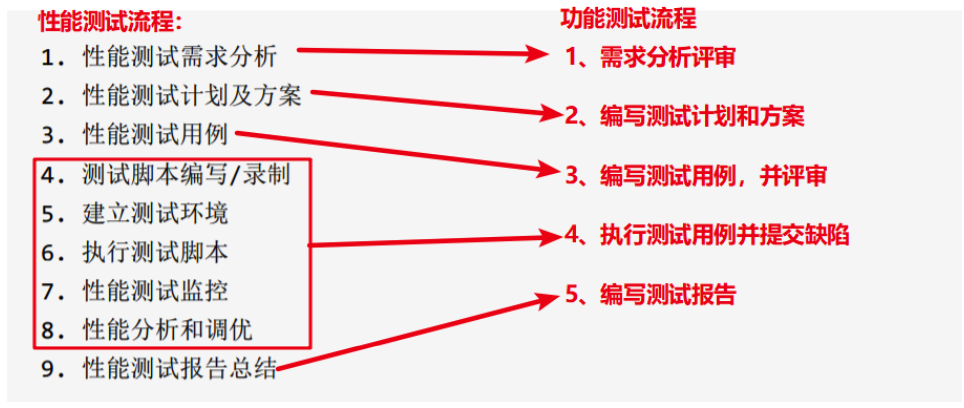 性能测试流程：
1. 性能测试需求分析
2. 性能测试计划及方案
3. 性能测试用例
4. 测试脚本编写/录制
5. 建立测试环境
6. 执行测试脚本
7. 性能测试监控
8. 性能分析和调优
9. 性能测试报告总结
功能测试流程
1、需求分析评审
2、编写测试计划和方案
3、编写测试用例，并评审
4、执行测试用例并提交缺陷
5、编写测试报告